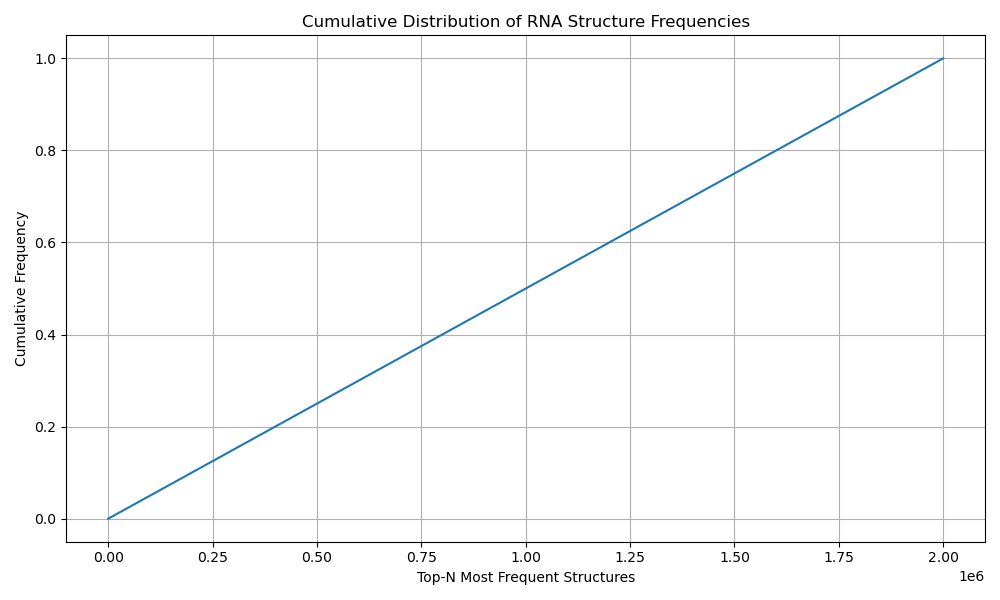 Cumulative Distribution of RNA Structure Frequencies
1.0
0.8
0.6
0.4
0.2
0.0
Cumulative Frequency
0.00 0.25 0.50 0.75 1.00 1.25 1.50 1.75 2.00
1e6
Top-N Most Frequent Structures